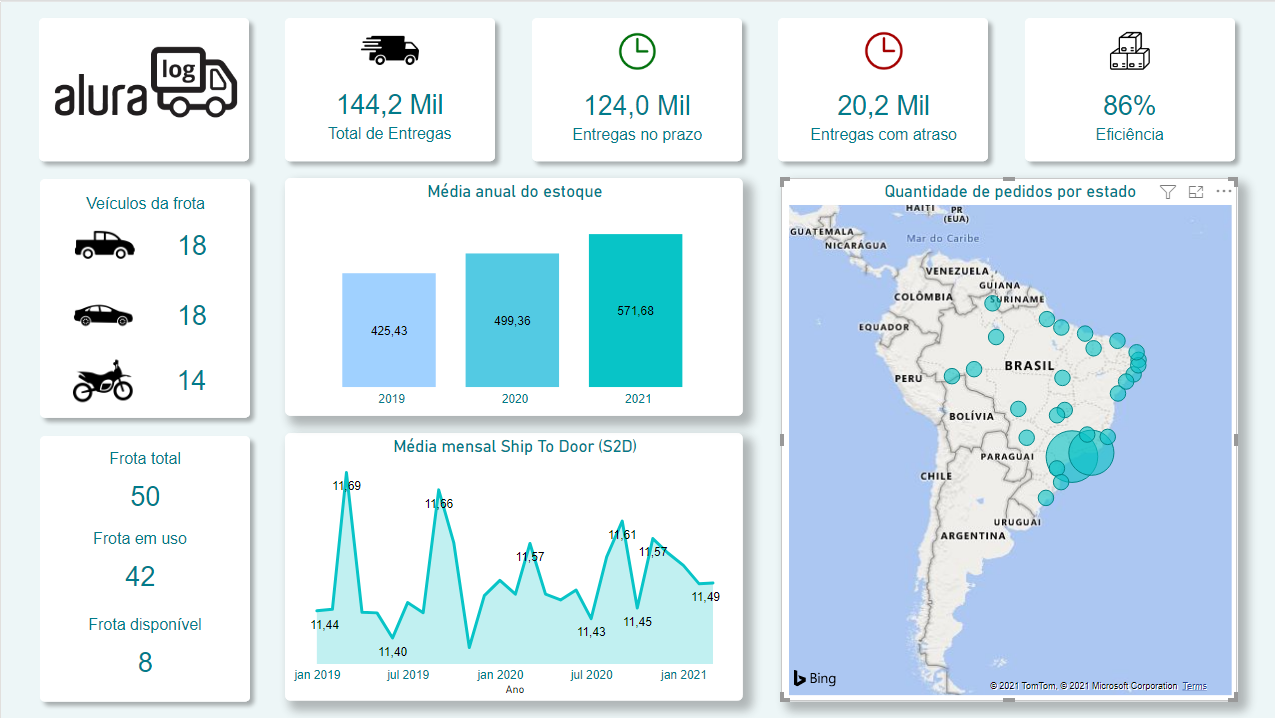 alura log
144,2 Mil
Total de Entregas
124,0 Mil
Entregas no prazo
20,2 Mil
Entregas com atraso
86%
Eficiência
Veículos da frota
18
18
14
Frota total
50
Frota em uso
42
Frota disponível
8
Média anual do estoque
425,43
499,36
571,68
2019
2020
2021
Média mensal Ship To Door (S2D)
11,69
11,66
11,61
11,57
11,57
11,49
11,44
11,43
11,45
11,40
jan 2019
jul 2019
jan 2020
jul 2020
jan 2021
Ano
Quantidade de pedidos por estado
HAITI
PR
(EUA)
GUATEMALA
Mar do Caribe
NICARÁGUA
VENEZUELA
GUIANA
COLÔMBIA
SURINAME
EQUADOR
BRASIL
PERU
BOLÍVIA
PARAGUAI
CHILE
URUGUAI
ARGENTINA
Bing
© 2021 TomTom, © 2021 Microsoft Corporation Terms